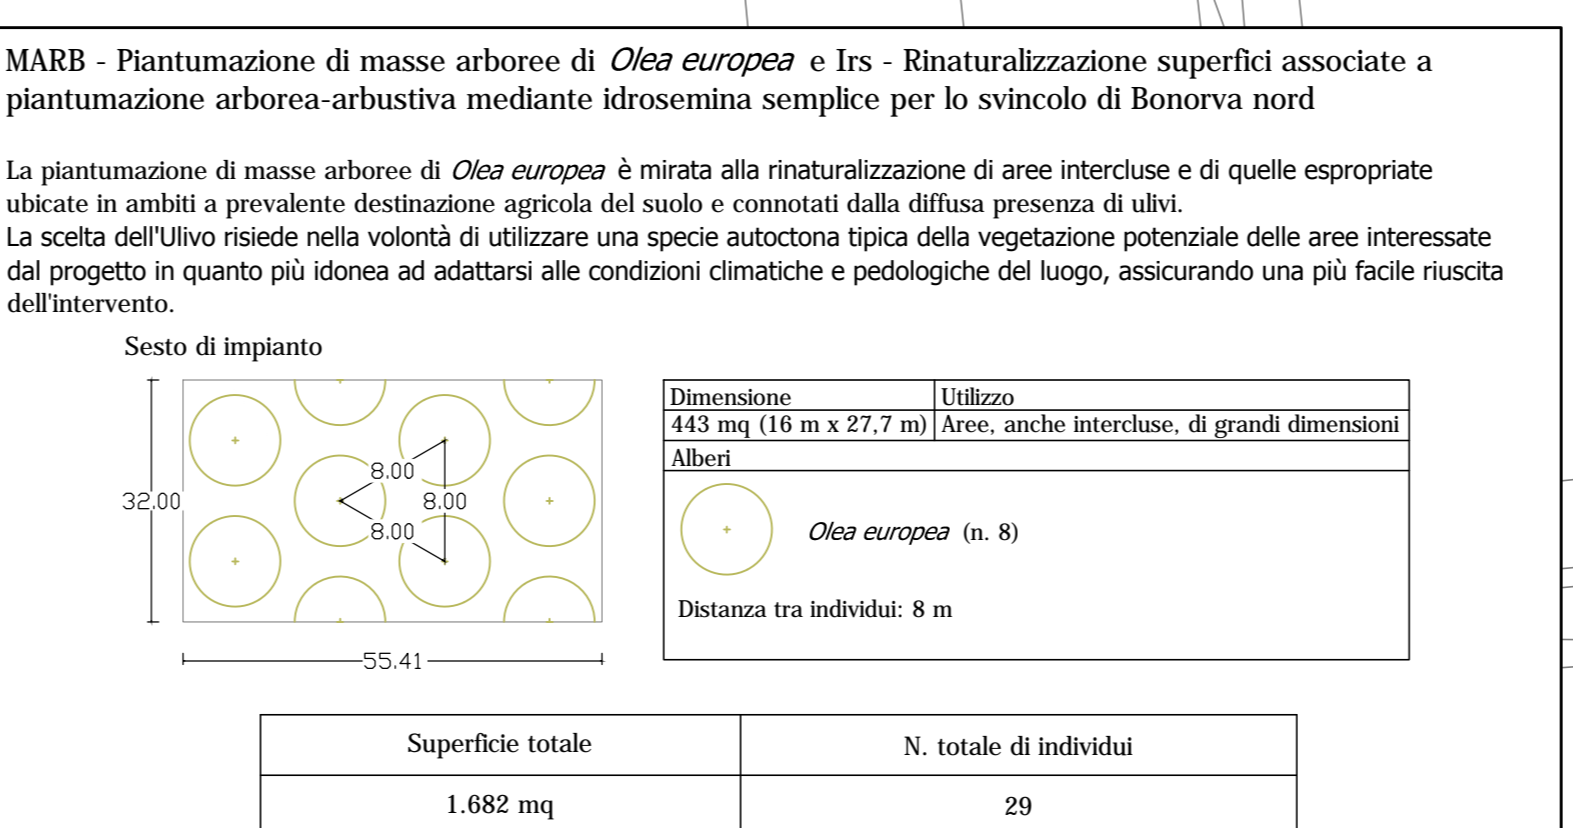 MARB - Piantumazione di masse arboree di Olea europea e Irs - Rinaturalizzazione superfici associate a
piantumazione arborea-arbustiva mediante idrosemina semplice per lo svincolo di Bonorva nord
La piantumazione di masse arboree di Olea europea è mirata alla rinaturalizzazione di aree intercluse e di quelle espropriate
ubicate in ambiti a prevalente destinazione agricola del suolo e connotati dalla diffusa presenza di ulivi.
La scelta dell'Ulivo risiede nella volontà di utilizzare una specie autoctona tipica della vegetazione potenziale delle aree interessate
dal progetto in quanto più idonea ad adattarsi alle condizioni climatiche e pedologiche del luogo, assicurando una più facile riuscita
dell'intervento.
Sesto di impianto
8.00
32.00
8.00
8.00
55.41
Dimensione Utilizzo
443 mq (16 m x 27,7 m) Aree, anche intercluse, di grandi dimensioni
Alberi
Olea europea (n. 8)
Distanza tra individui: 8 m
Superficie totale N. totale di individui
1.682 mq 29